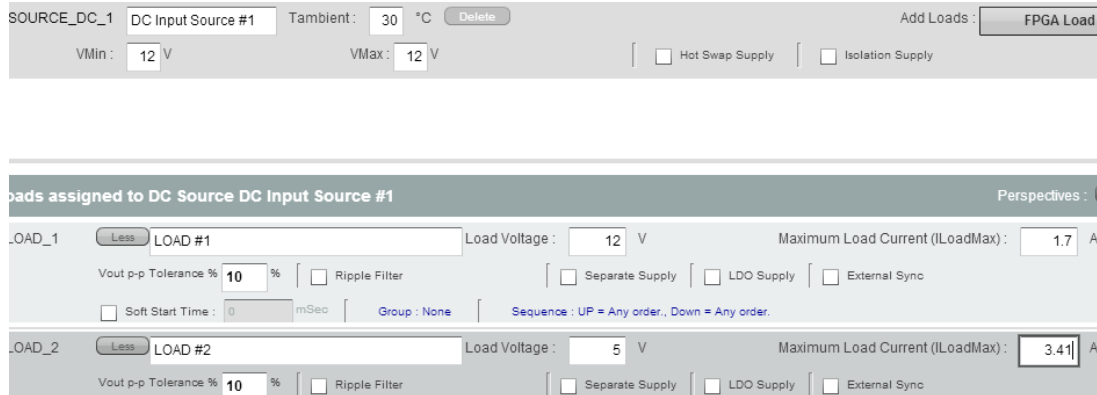 SOURCE_DC_1 DC Input Source #1 Tambient : 30 °C Delete Add Loads : FPGA Load
VMin : 12 V VMax : 12 V Hot Swap Supply Isolation Supply
oads assigned to DC Source DC Input Source #1 Perspectives :
LOAD_1 Less LOAD #1 Load Voltage : 12 V Maximum Load Current (ILoadMax) : 1.7 A
Vout p-p Tolerance % 10 % Ripple Filter Separate Supply LDO Supply External Sync
Soft Start Time : 0 mSec Group : None Sequence : UP = Any order., Down = Any order.
LOAD_2 Less LOAD #2 Load Voltage : 5 V Maximum Load Current (ILoadMax) : 3.41 A
Vout p-p Tolerance % 10 % Ripple Filter Separate Supply LDO Supply External Sync